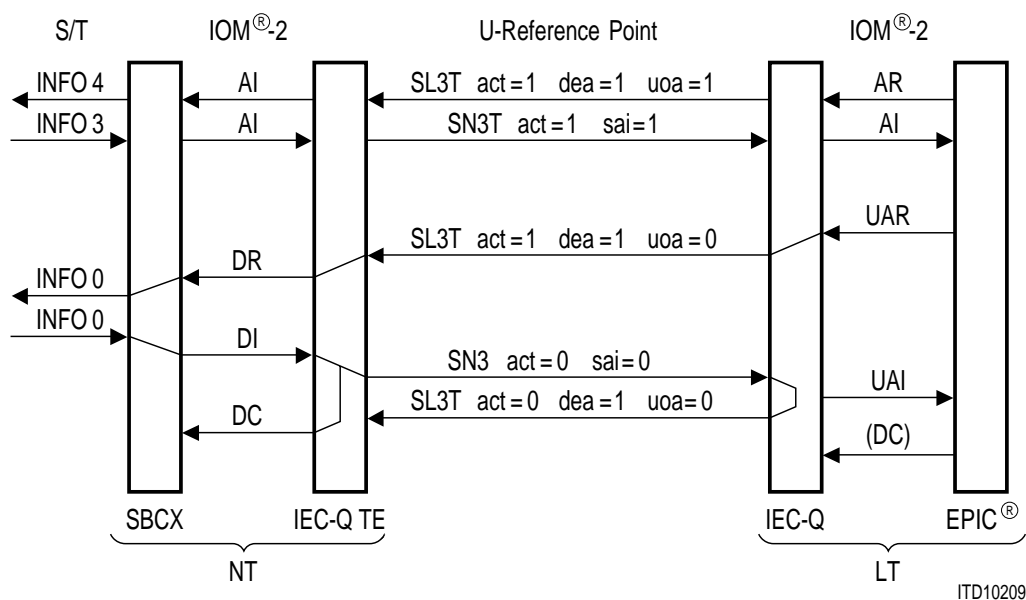 S/T IOM®-2 U-Reference Point IOM®-2
INFO 4 AI SL3T act = 1 dea = 1 uoa = 1 AR
INFO 3 AI SN3T act = 1 sai = 1 AI
UAR
SL3T act = 1 dea = 1 uoa = 0
DR
INFO 0
INFO 0
DI
SN3 act = 0 sai = 0
UAI
SL3T act = 0 dea = 1 uoa = 0
DC
(DC)
SBCX IEC-Q TE IEC-Q EPIC®
NT LT
ITD10209